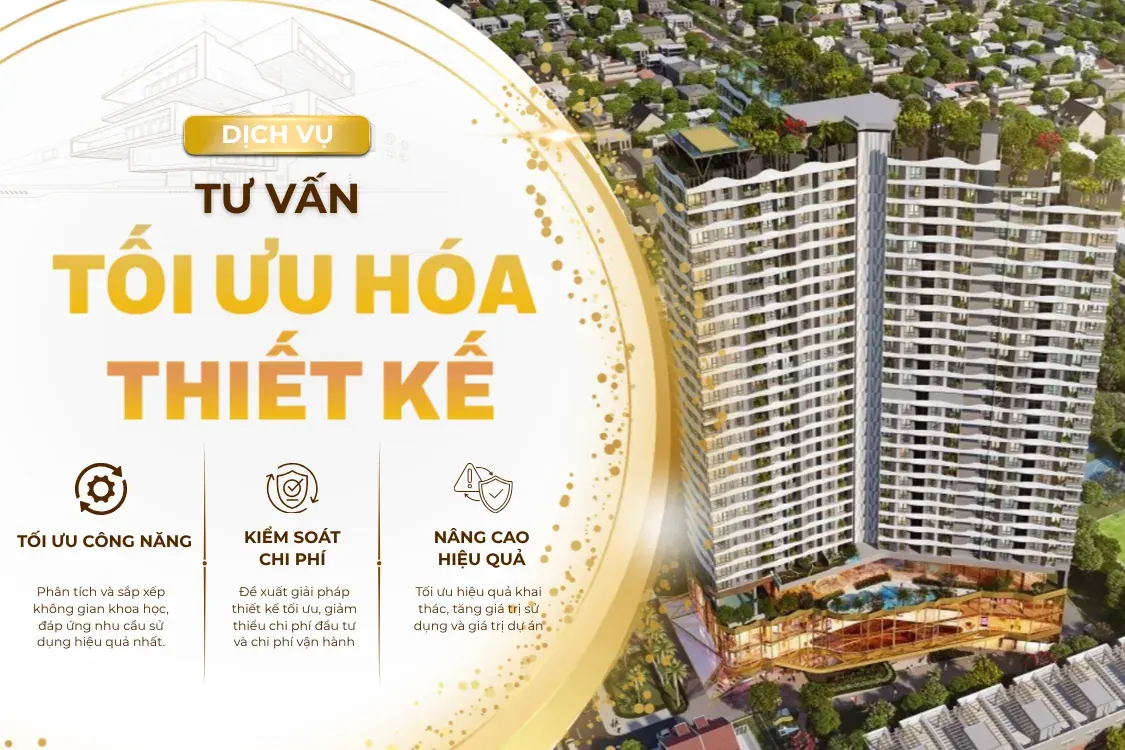 DỊCH VỤ
TƯ VẤN
TỐI ƯU HÓA
THIẾT KẾ
TỐI ƯU CÔNG NĂNG
Phân tích và sắp xếp
không gian khoa học,
đáp ứng nhu cầu sử
dụng hiệu quả nhất.
KIỂM SOÁT
CHI PHÍ
Đề xuất giải pháp
thiết kế tối ưu, giảm
thiểu chi phí đầu tư
và chi phí vận hành
NÂNG CAO
HIỆU QUẢ
Tối ưu hiệu quả khai
thác, tăng giá trị sử
dụng và giá trị dự án